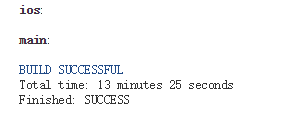 ios:
main:
BUILD SUCCESSFUL
Total time: 13 minutes 25 seconds
Finished: SUCCESS